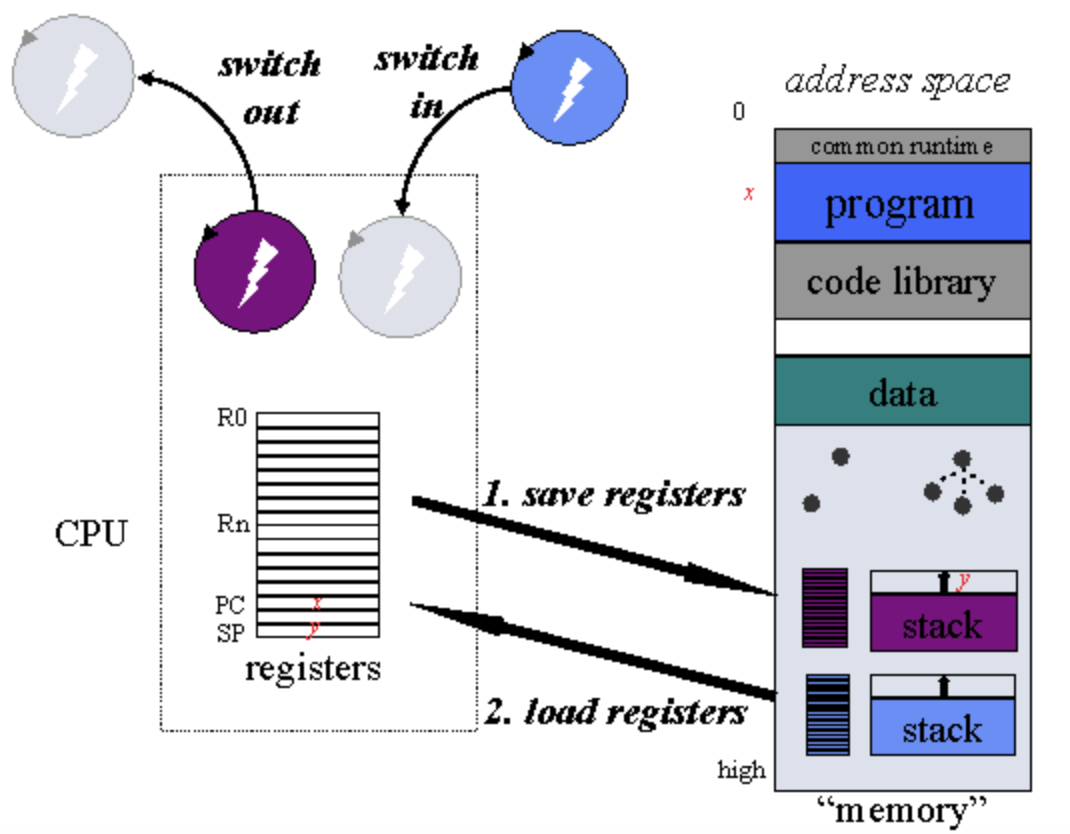 switch
out
switch
in
address space
0
common runtime
x
program
code library
data
R0
Rn
CPU
PC
x
SP
y
registers
1. save registers
2. load registers
y
stack
stack
high
“memory”